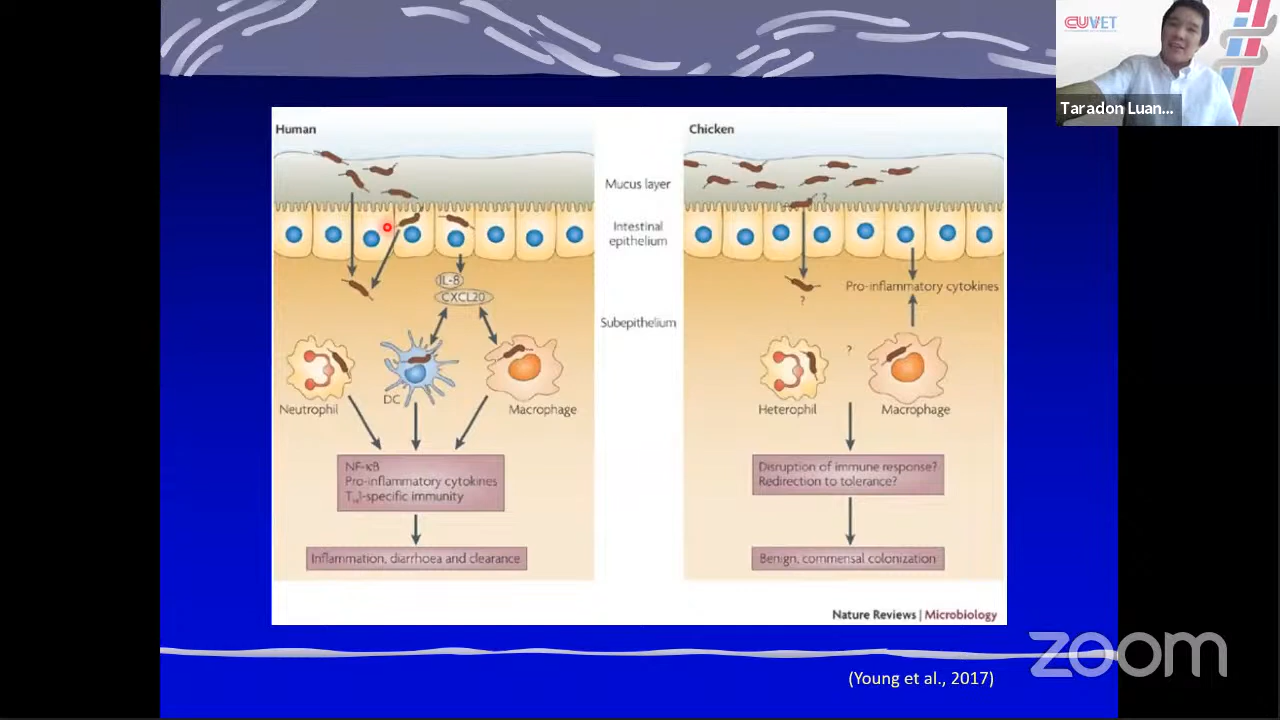 CUVET
Taradon Luan...
Human
Chicken
Mucus layer
?
Intestinal
epithelium
IL-8
CXCL20
?
Pro-inflammatory cytokines
Subepithelium
?
Neutrophil
DC
Macrophage
Heterophil
Macrophage
NF-κB
Pro-inflammatory cytokines
TH1-specific immunity
Disruption of immune response?
Redirection to tolerance?
Inflammation, diarrhoea and clearance
Benign, commensal colonization
Nature Reviews | Microbiology
zoom
(Young et al., 2017)